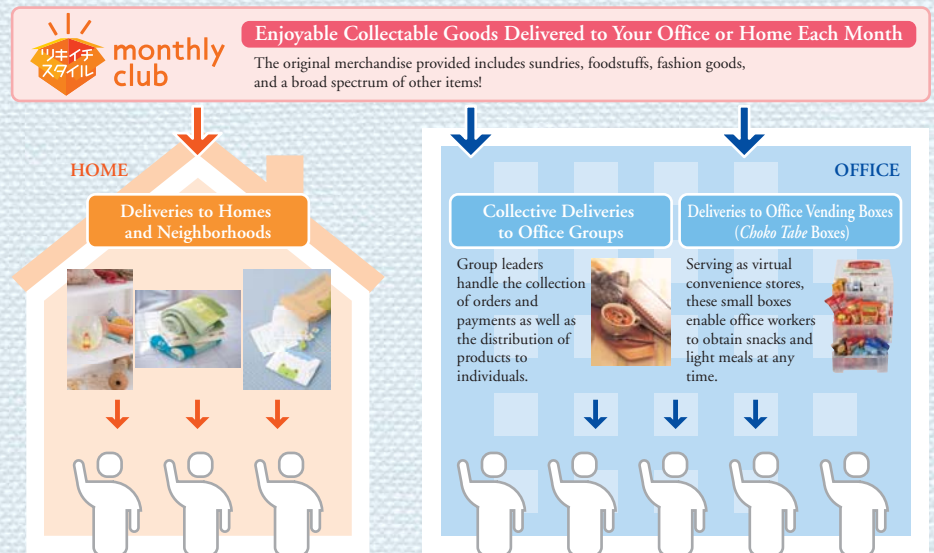 ツキイチ
スタイル
monthly
club
Enjoyable Collectable Goods Delivered to Your Office or Home Each Month
The original merchandise provided includes sundries, foodstuffs, fashion goods,
and a broad spectrum of other items!
HOME
Deliveries to Homes
and Neighborhoods
OFFICE
Collective Deliveries
to Office Groups
Group leaders
handle the collection
of orders and
payments as well as
the distribution of
products to
individuals.
Deliveries to Office Vending Boxes
(Choko Tabe Boxes)
Serving as virtual
convenience stores,
these small boxes
enable office workers
to obtain snacks and
light meals at any
time.